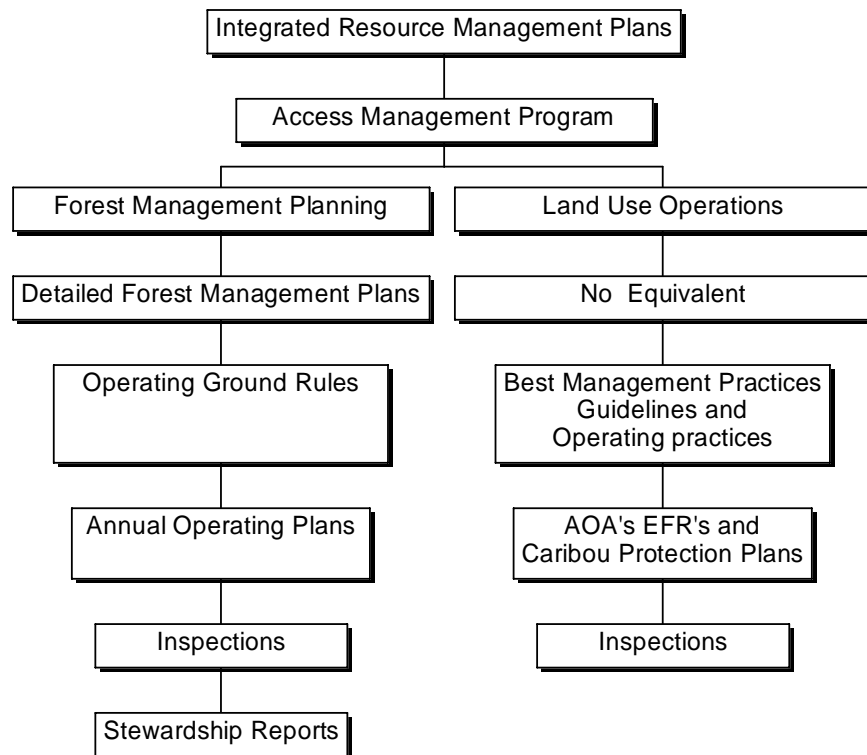 Integrated Resource Management Plans
Access Management Program
Forest Management Planning
Land Use Operations
Detailed Forest Management Plans
No Equivalent
Operating Ground Rules
Best Management Practices
Guidelines and
Operating practices
Annual Operating Plans
AOA's EFR's and
Caribou Protection Plans
Inspections
Inspections
Stewardship Reports